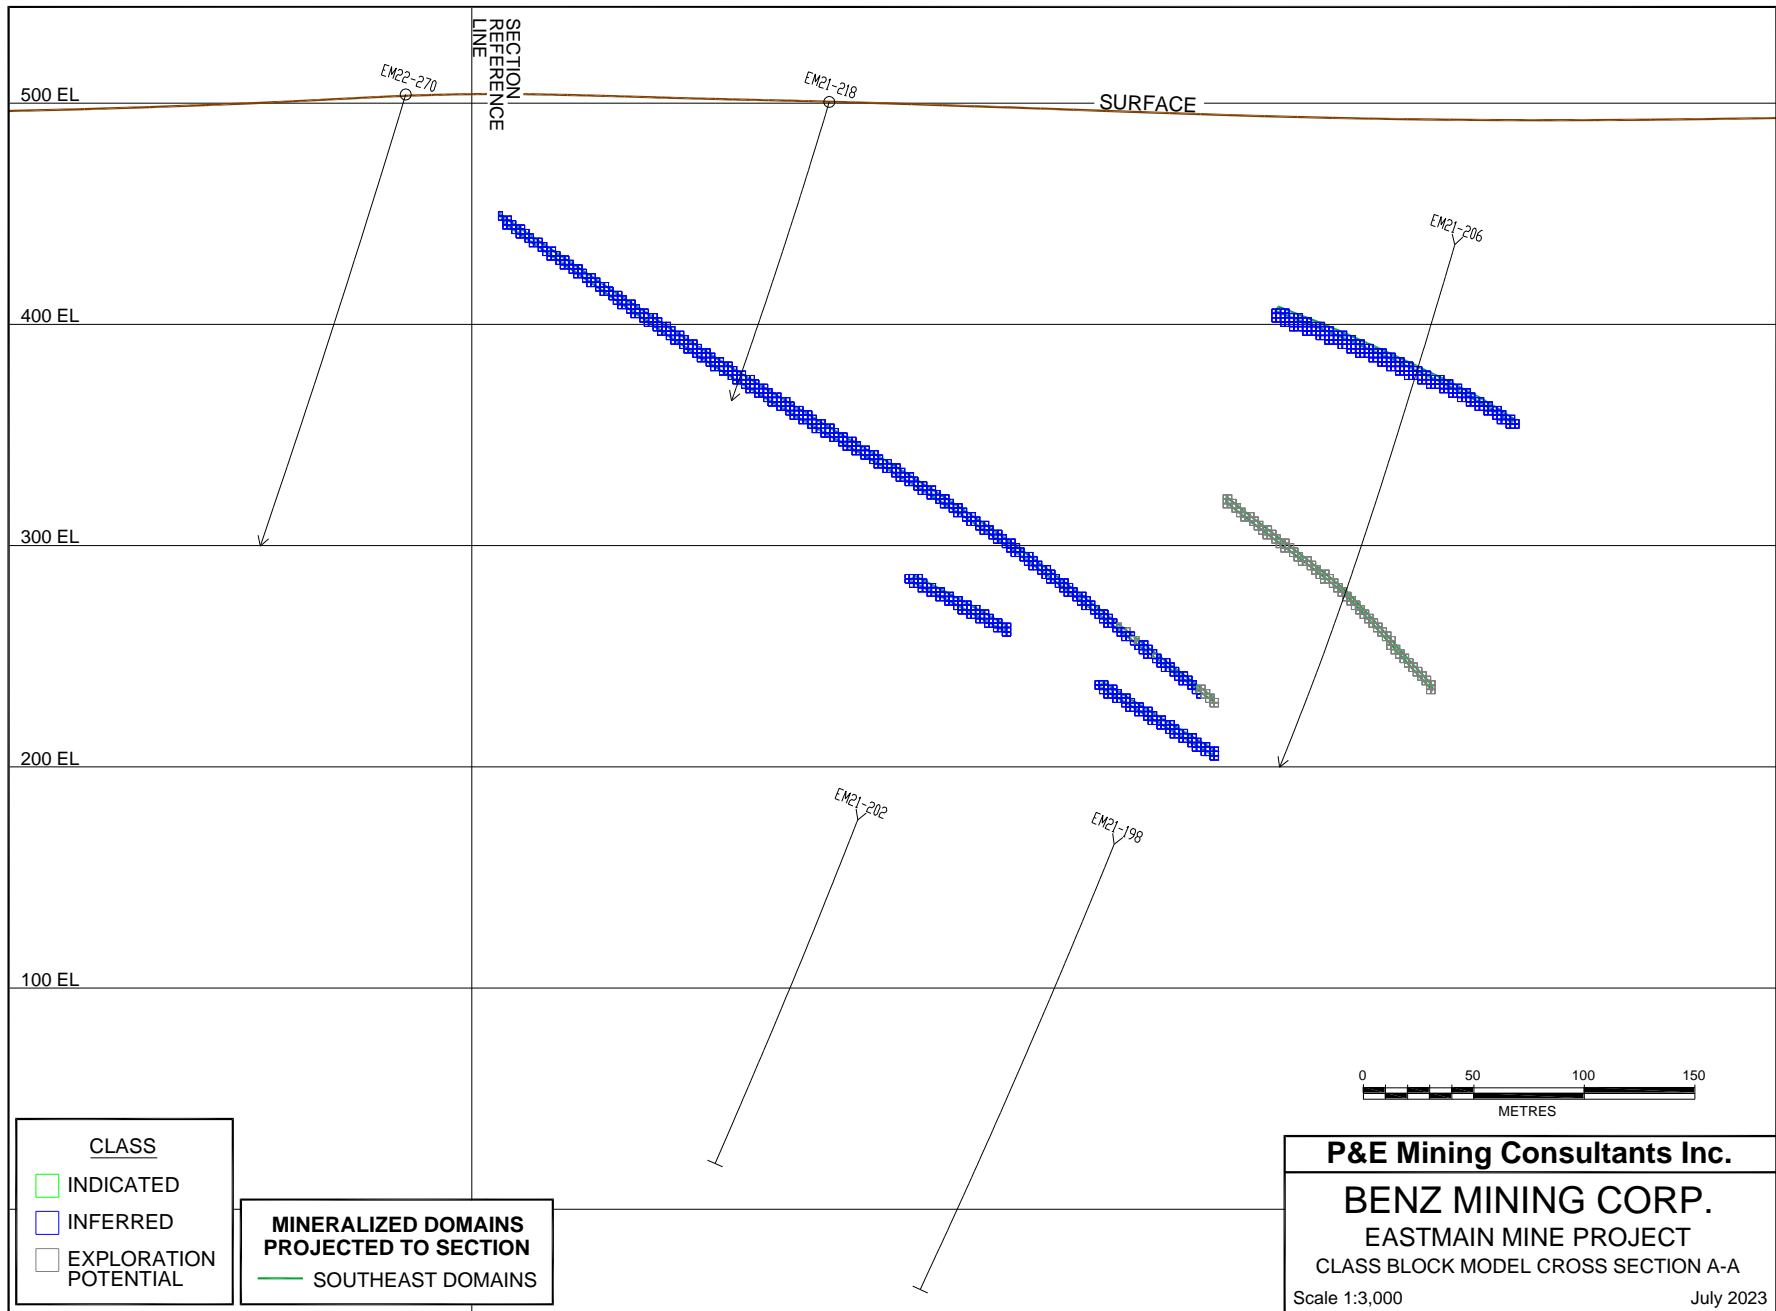 SECTION
REFERENCE
LINE
EM22-270
EM21-218
500 EL
SURFACE
EM21-206
400 EL
300 EL
200 EL
EM21-202
EM21-198
100 EL
0 50 100 150
METRES
CLASS
INDICATED
INFERRED
EXPLORATION
POTENTIAL
MINERALIZED DOMAINS
PROJECTED TO SECTION
SOUTHEAST DOMAINS
P&E Mining Consultants Inc.
BENZ MINING CORP.
EASTMAIN MINE PROJECT
CLASS BLOCK MODEL CROSS SECTION A-A
Scale 1:3,000 July 2023